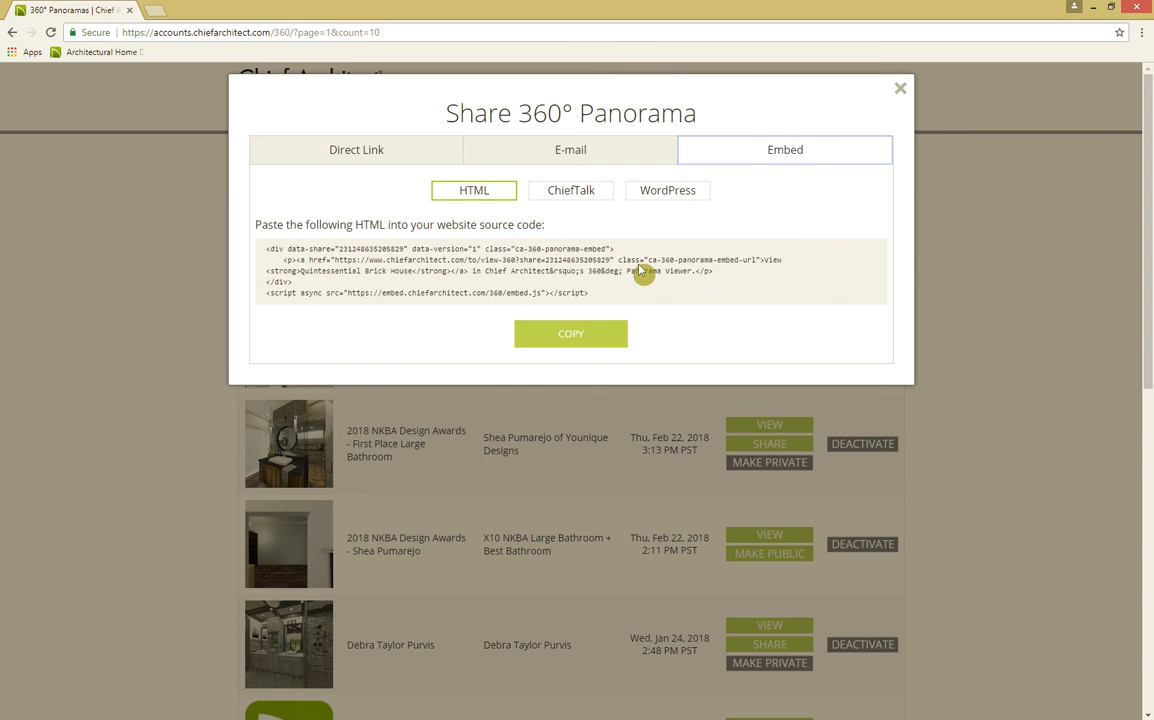 360° Panoramas | Chief A
Secure
https://accounts.chiefarchitect.com/360/?page=1&count=10
Apps
Architectural Home D
Chief Architect®
Share 360° Panorama
Direct Link
E-mail
Embed
HTML
ChiefTalk
WordPress
Paste the following HTML into your website source code:
<div data-share="231248635205829" data-version="1" class="ca-360-panorama-embed">
<p><a href="https://www.chiefarchitect.com/to/view-360?share=231248635205829" class="ca-360-panorama-embed-url">View
<strong>Quintessential Brick House</strong></a> in Chief Architect&rsquo;s 360&deg; Panorama Viewer.</p>
</div>
<script async src="https://embed.chiefarchitect.com/360/embed.js"></script>
COPY
2018 NKBA Design Awards
- First Place Large
Bathroom
Shea Pumarejo of Younique
Designs
Thu, Feb 22, 2018
3:13 PM PST
VIEW
SHARE
MAKE PRIVATE
DEACTIVATE
2018 NKBA Design Awards
- Shea Pumarejo
X10 NKBA Large Bathroom +
Best Bathroom
Thu, Feb 22, 2018
2:11 PM PST
VIEW
MAKE PUBLIC
DEACTIVATE
Debra Taylor Purvis
Debra Taylor Purvis
Wed, Jan 24, 2018
2:48 PM PST
VIEW
SHARE
MAKE PRIVATE
DEACTIVATE